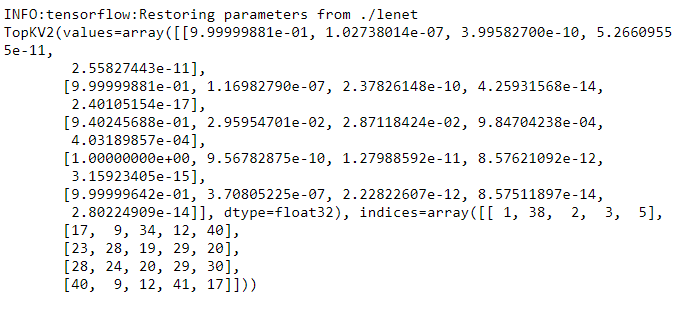 INFO:tensorflow:Restoring parameters from ./lenet
TopKV2(values=array([[9.99999881e-01, 1.02738014e-07, 3.99582700e-10, 5.2660955
5e-11,
        2.55827443e-11],
       [9.99999881e-01, 1.16982790e-07, 2.37826148e-10, 4.25931568e-14,
        2.40105154e-17],
       [9.40245688e-01, 2.95954701e-02, 2.87118424e-02, 9.84704238e-04,
        4.03189857e-04],
       [1.00000000e+00, 9.56782875e-10, 1.27988592e-11, 8.57621092e-12,
        3.15923405e-15],
       [9.99999642e-01, 3.70805225e-07, 2.22822607e-12, 8.57511897e-14,
        2.80224909e-14]], dtype=float32), indices=array([[ 1, 38,  2,  3,  5],
       [17,  9, 34, 12, 40],
       [23, 28, 19, 29, 20],
       [28, 24, 20, 29, 30],
       [40,  9, 12, 41, 17]]))